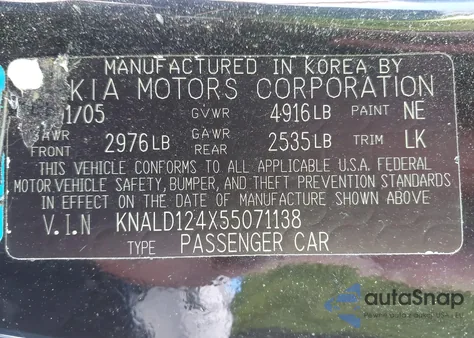 MANUFACTURED IN KOREA BY
KIA MOTORS CORPORATION
1/05 GVWR 4916LB PAINT NE
GAWR FRONT 2976LB GAWR REAR 2535LB TRIM LK
THIS VEHICLE CONFORMS TO ALL APPLICABLE U.S.A. FEDERAL
MOTOR VEHICLE SAFETY, BUMPER, AND THEFT PREVENTION STANDARDS
IN EFFECT ON THE DATE OF MANUFACTURE SHOWN ABOVE
V.I.N KNALD124X55071138
TYPE PASSENGER CAR
autoSnap